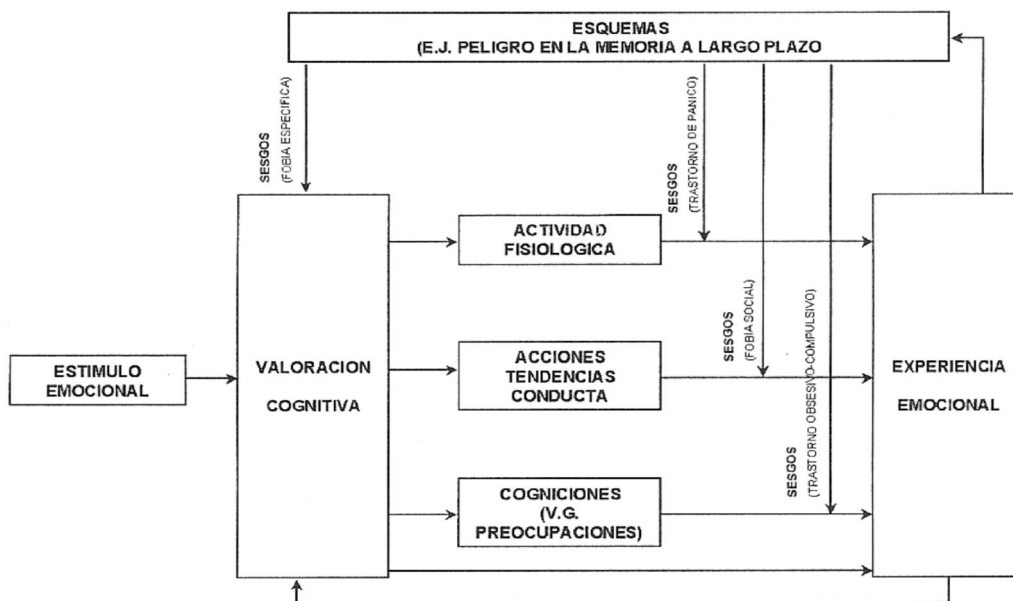 ESQUEMAS
(E.J. PELIGRO EN LA MEMORIA A LARGO PLAZO
SESGOS
(FOBIA ESPECIFICA)
SESGOS
(TRASTORNO DE PANICO)
SESGOS
(FOBIA SOCIAL)
SESGOS
(TRASTORNO OBSESIVO-COMPULSIVO)
ESTIMULO
EMOCIONAL
VALORACION
COGNITIVA
ACTIVIDAD
FISIOLOGICA
ACCIONES
TENDENCIAS
CONDUCTA
COGNICIONES
(V.G.
PREOCUPACIONES)
EXPERIENCIA
EMOCIONAL